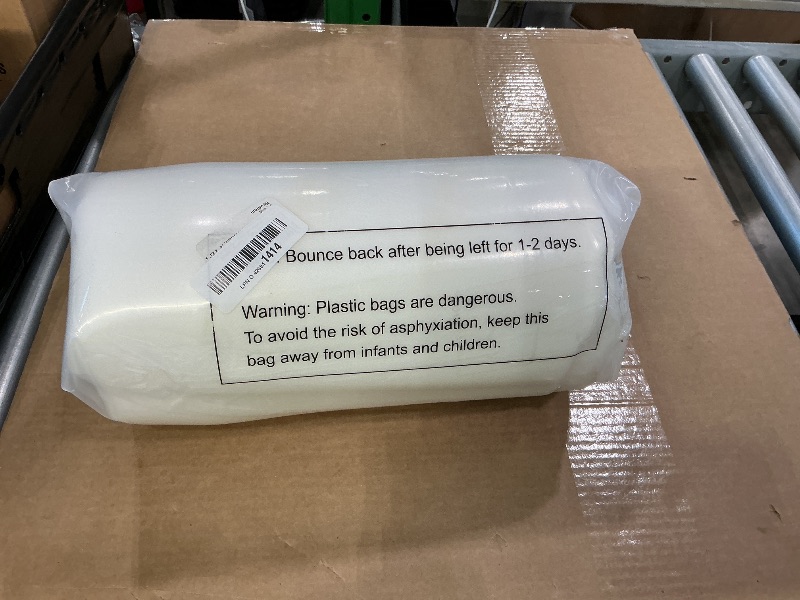 Bounce back after being left for 1-2 days.
1414
Warning: Plastic bags are dangerous.
To avoid the risk of asphyxiation, keep this
bag away from infants and children.